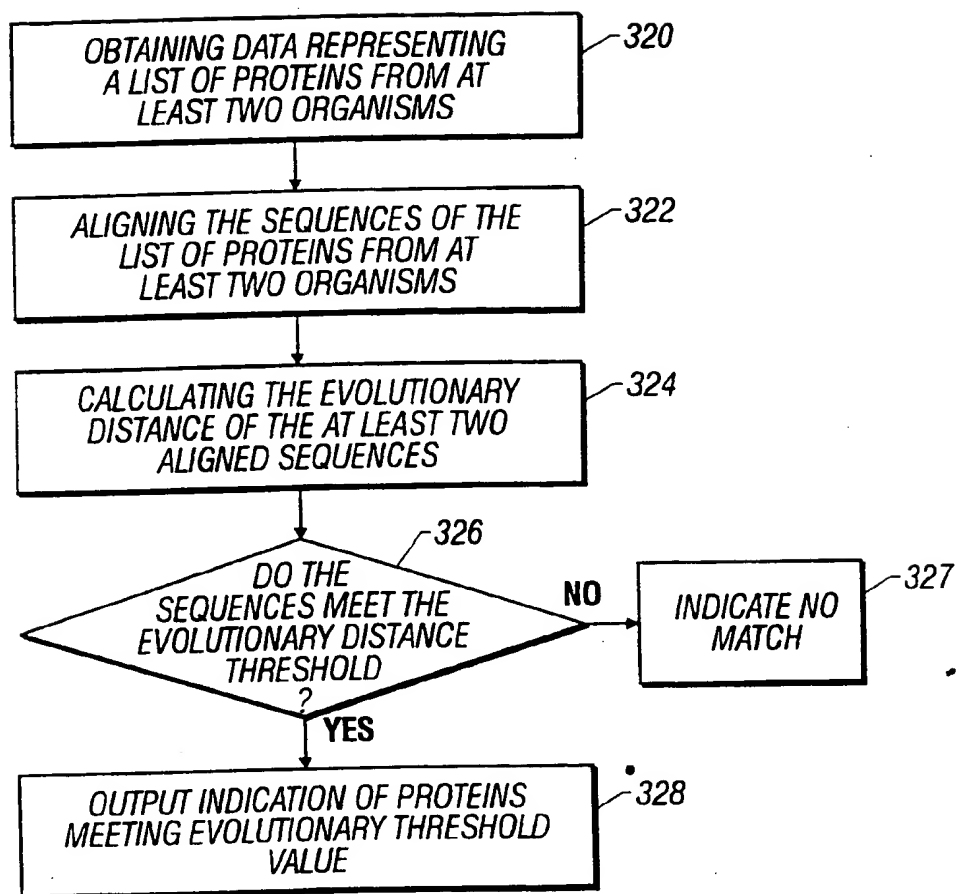 OBTAINING DATA REPRESENTING
A LIST OF PROTEINS FROM AT
LEAST TWO ORGANISMS
320
ALIGNING THE SEQUENCES OF THE
LIST OF PROTEINS FROM AT
LEAST TWO ORGANISMS
322
CALCULATING THE EVOLUTIONARY
DISTANCE OF THE AT LEAST TWO
ALIGNED SEQUENCES
324
326
DO THE
SEQUENCES MEET THE
EVOLUTIONARY DISTANCE
THRESHOLD
?
NO
INDICATE NO
MATCH
327
YES
OUTPUT INDICATION OF PROTEINS
MEETING EVOLUTIONARY THRESHOLD
VALUE
328